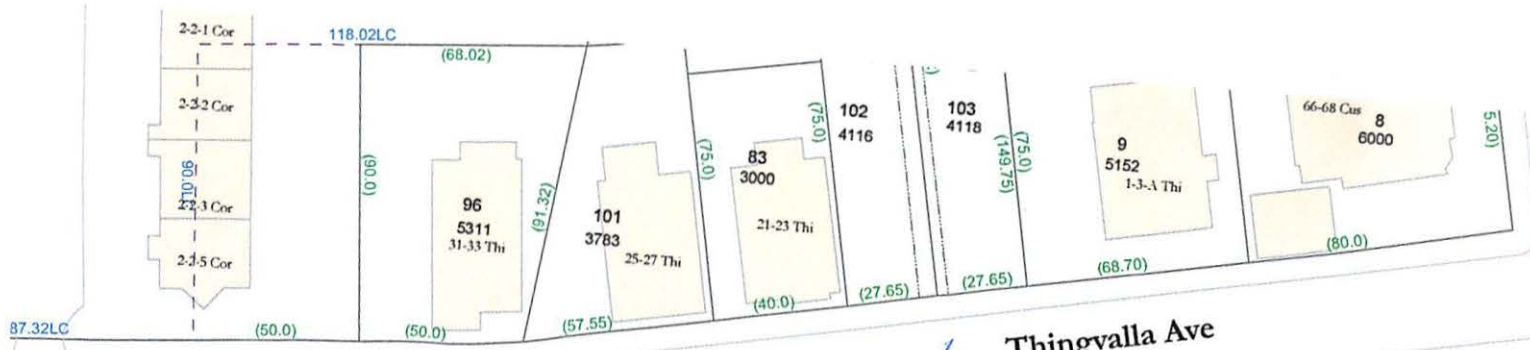 2-2-1 Cor
118.02LC
(68.02)
2-2-2 Cor
90.0LC
2-2-3 Cor
2-2-5 Cor
87.32LC
(50.0)
(90.0)
96
5311
31-33 Thi
(50.0)
(91.32)
101
3783
25-27 Thi
(57.55)
(75.0)
83
3000
21-23 Thi
(40.0)
(75.0)
102
4116
(27.65)
103
4118
(27.65)
(149.75)
(75.0)
9
5152
1-3-A Thi
(68.70)
66-68 Cus
8
6000
(80.0)
5.20)
Thingvalla Ave